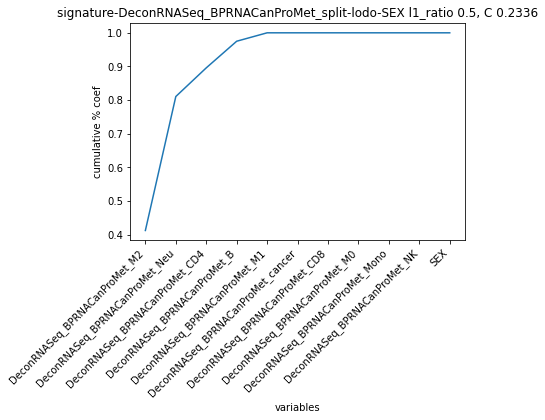 signature-DeconRNASeq_BPRNACanProMet_split-lodo-SEX l1_ratio 0.5, C 0.2336
1.0
0.9
0.8
0.7
0.6
0.5
0.4
cumulative % coef
DeconRNASeq_BPRNACanProMet_M2
DeconRNASeq_BPRNACanProMet_Neu
DeconRNASeq_BPRNACanProMet_CD4
DeconRNASeq_BPRNACanProMet_B
DeconRNASeq_BPRNACanProMet_M1
DeconRNASeq_BPRNACanProMet_cancer
DeconRNASeq_BPRNACanProMet_CD8
DeconRNASeq_BPRNACanProMet_M0
DeconRNASeq_BPRNACanProMet_Mono
DeconRNASeq_BPRNACanProMet_NK
SEX
variables